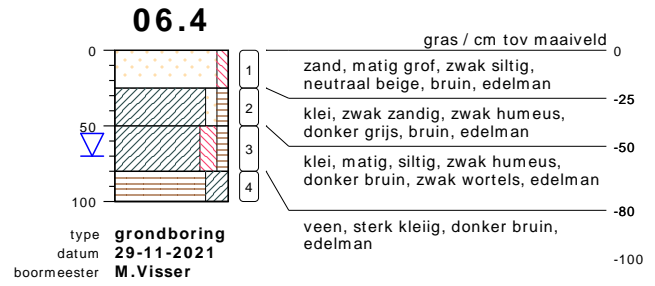 06.4
gras / cm tov maaiveld
0
50
100
1
2
3
4
0
zand, matig grof, zwak siltig,
neutraal beige, bruin, edelman
-25
klei, zwak zandig, zwak humeus,
donker grijs, bruin, edelman
-50
klei, matig, siltig, zwak humeus,
donker bruin, zwak wortels, edelman
-80
veen, sterk kleiig, donker bruin,
edelman
-100
type grondboring
datum 29-11-2021
boormeester M.Visser